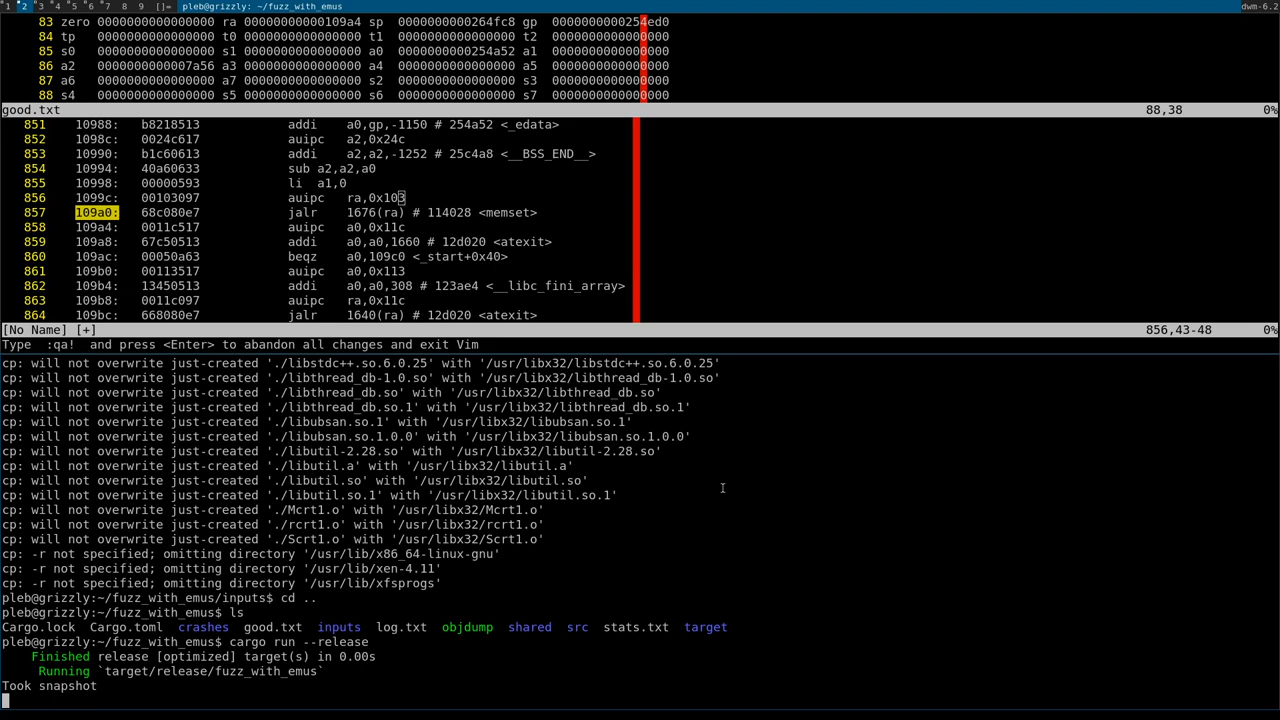 1 2 3 4 5 6 7 8 9 []= pleb@grizzly: ~/fuzz_with_emus dwm-6.2
83 zero 0000000000000000 ra 00000000000109a4 sp 0000000000264fc8 gp 0000000000254ed0
84 tp 0000000000000000 t0 0000000000000000 t1 0000000000000000 t2 0000000000000000
85 s0 0000000000000000 s1 0000000000000000 a0 0000000000254a52 a1 0000000000000000
86 a2 0000000000007a56 a3 0000000000000000 a4 0000000000000000 a5 0000000000000000
87 a6 0000000000000000 a7 0000000000000000 s2 0000000000000000 s3 0000000000000000
88 s4 0000000000000000 s5 0000000000000000 s6 0000000000000000 s7 0000000000000000
good.txt 88,38 0%
851 10988: b8218513 addi a0,gp,-1150 # 254a52 <_edata>
852 1098c: 0024c617 auipc a2,0x24c
853 10990: b1c60613 addi a2,a2,-1252 # 25c4a8 <__BSS_END__>
854 10994: 40a60633 sub a2,a2,a0
855 10998: 00000593 li a1,0
856 1099c: 00103097 auipc ra,0x103
857 109a0: 68c080e7 jalr 1676(ra) # 114028 <memset>
858 109a4: 0011c517 auipc a0,0x11c
859 109a8: 67c50513 addi a0,a0,1660 # 12d020 <atexit>
860 109ac: 00050a63 beqz a0,109c0 <_start+0x40>
861 109b0: 00113517 auipc a0,0x113
862 109b4: 13450513 addi a0,a0,308 # 123ae4 <__libc_fini_array>
863 109b8: 0011c097 auipc ra,0x11c
864 109bc: 668080e7 jalr 1640(ra) # 12d020 <atexit>
[No Name] [+] 856,43-48 0%
Type :qa! and press <Enter> to abandon all changes and exit Vim
cp: will not overwrite just-created './libstdc++.so.6.0.25' with '/usr/libx32/libstdc++.so.6.0.25'
cp: will not overwrite just-created './libthread_db-1.0.so' with '/usr/libx32/libthread_db-1.0.so'
cp: will not overwrite just-created './libthread_db.so' with '/usr/libx32/libthread_db.so'
cp: will not overwrite just-created './libthread_db.so.1' with '/usr/libx32/libthread_db.so.1'
cp: will not overwrite just-created './libubsan.so.1' with '/usr/libx32/libubsan.so.1'
cp: will not overwrite just-created './libubsan.so.1.0.0' with '/usr/libx32/libubsan.so.1.0.0'
cp: will not overwrite just-created './libutil-2.28.so' with '/usr/libx32/libutil-2.28.so'
cp: will not overwrite just-created './libutil.a' with '/usr/libx32/libutil.a'
cp: will not overwrite just-created './libutil.so' with '/usr/libx32/libutil.so'
cp: will not overwrite just-created './libutil.so.1' with '/usr/libx32/libutil.so.1'
cp: will not overwrite just-created './Mcrt1.o' with '/usr/libx32/Mcrt1.o'
cp: will not overwrite just-created './rcrt1.o' with '/usr/libx32/rcrt1.o'
cp: will not overwrite just-created './Scrt1.o' with '/usr/libx32/Scrt1.o'
cp: -r not specified; omitting directory '/usr/lib/x86_64-linux-gnu'
cp: -r not specified; omitting directory '/usr/lib/xen-4.11'
cp: -r not specified; omitting directory '/usr/lib/xfsprogs'
pleb@grizzly:~/fuzz_with_emus/inputs$ cd ..
pleb@grizzly:~/fuzz_with_emus$ ls
Cargo.lock Cargo.toml crashes good.txt inputs log.txt objdump shared src stats.txt target
pleb@grizzly:~/fuzz_with_emus$ cargo run --release
Finished release [optimized] target(s) in 0.00s
Running `target/release/fuzz_with_emus`
Took snapshot